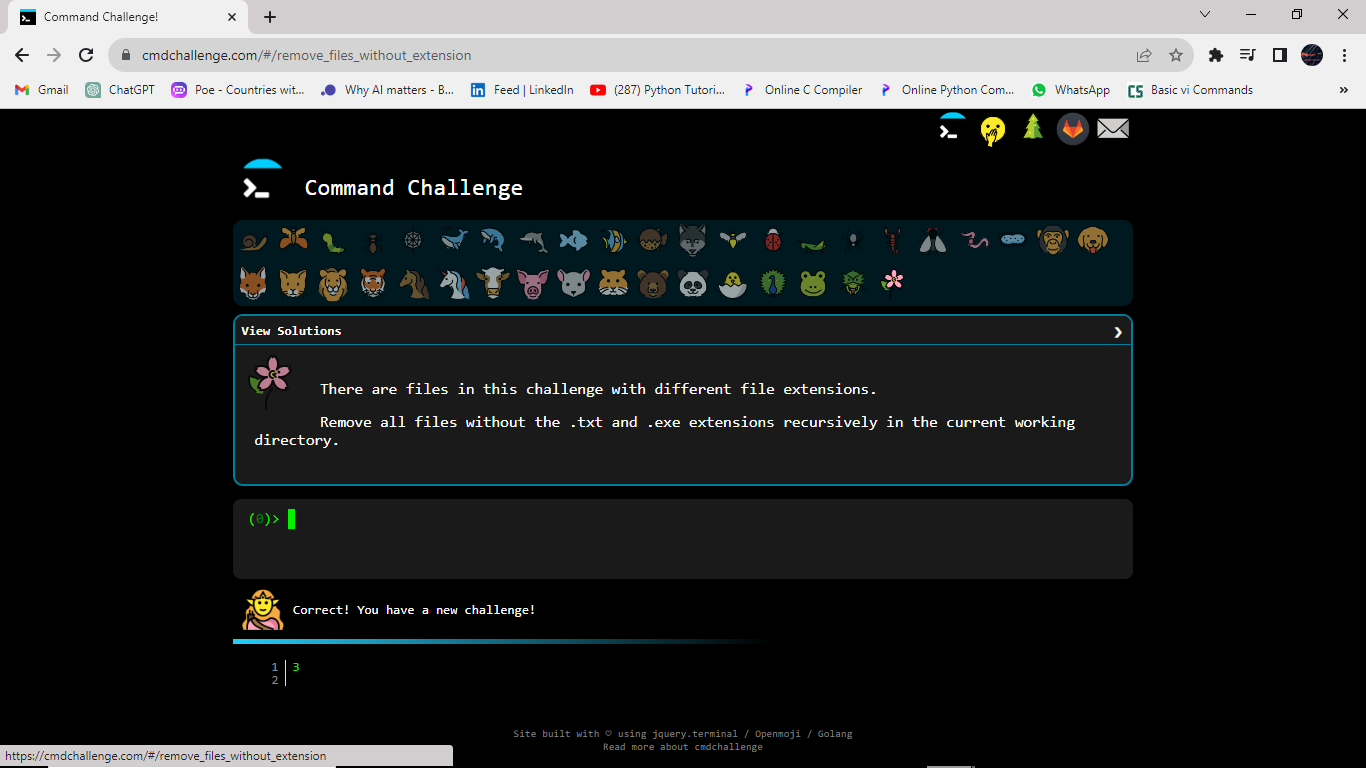 Command Challenge!
cmdchallenge.com/#/remove_files_without_extension
Gmail ChatGPT Poe - Countries wit... Why AI matters - B... Feed | LinkedIn (287) Python Tutori... Online C Compiler Online Python Com... WhatsApp CS Basic vi Commands »
Command Challenge
View Solutions
There are files in this challenge with different file extensions.
Remove all files without the .txt and .exe extensions recursively in the current working
directory.
(0)>
Correct! You have a new challenge!
1 3
2
Site built with ♡ using jquery.terminal / Openmoji / Golang
Read more about cmdchallenge
https://cmdchallenge.com/#/remove_files_without_extension